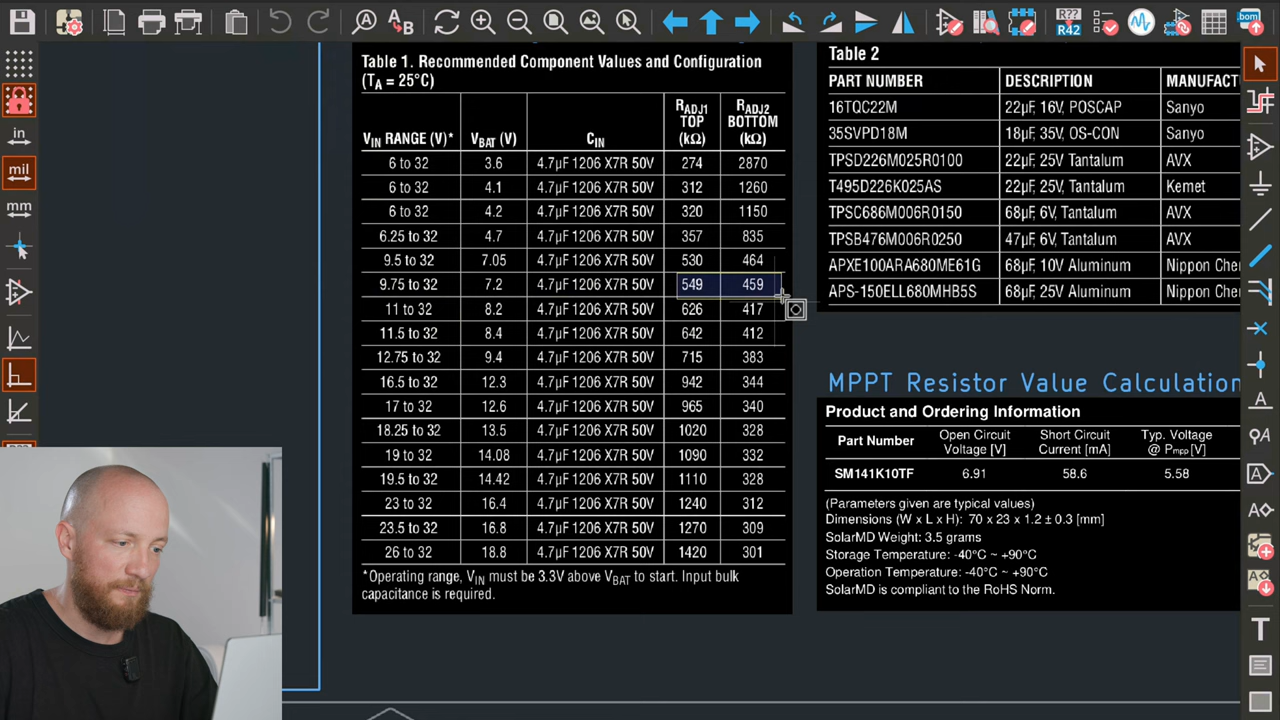 in
mil
mm
R??
R42
.bom
Table 1. Recommended Component Values and Configuration
(TA = 25°C)
VIN RANGE (V)* VBAT (V) CIN RADJ1 TOP (kΩ) RADJ2 BOTTOM (kΩ)
6 to 32 3.6 4.7µF 1206 X7R 50V 274 2870
6 to 32 4.1 4.7µF 1206 X7R 50V 312 1260
6 to 32 4.2 4.7µF 1206 X7R 50V 320 1150
6.25 to 32 4.7 4.7µF 1206 X7R 50V 357 835
9.5 to 32 7.05 4.7µF 1206 X7R 50V 530 464
9.75 to 32 7.2 4.7µF 1206 X7R 50V 549 459
11 to 32 8.2 4.7µF 1206 X7R 50V 626 417
11.5 to 32 8.4 4.7µF 1206 X7R 50V 642 412
12.75 to 32 9.4 4.7µF 1206 X7R 50V 715 383
16.5 to 32 12.3 4.7µF 1206 X7R 50V 942 344
17 to 32 12.6 4.7µF 1206 X7R 50V 965 340
18.25 to 32 13.5 4.7µF 1206 X7R 50V 1020 328
19 to 32 14.08 4.7µF 1206 X7R 50V 1090 332
19.5 to 32 14.42 4.7µF 1206 X7R 50V 1110 328
23 to 32 16.4 4.7µF 1206 X7R 50V 1240 312
23.5 to 32 16.8 4.7µF 1206 X7R 50V 1270 309
26 to 32 18.8 4.7µF 1206 X7R 50V 1420 301
*Operating range, VIN must be 3.3V above VBAT to start. Input bulk
capacitance is required.
Table 2
PART NUMBER DESCRIPTION MANUFACT
16TQC22M 22µF, 16V, POSCAP Sanyo
35SVPD18M 18µF, 35V, OS-CON Sanyo
TPSD226M025R0100 22µF, 25V Tantalum AVX
T495D226K025AS 22µF, 25V, Tantalum Kemet
TPSC686M006R0150 68µF, 6V, Tantalum AVX
TPSB476M006R0250 47µF, 6V, Tantalum AVX
APXE100ARA680ME61G 68µF, 10V Aluminum Nippon Cher
APS-150ELL680MHB5S 68µF, 25V Aluminum Nippon Cher
MPPT Resistor Value Calculation
Product and Ordering Information
Part Number Open Circuit Voltage [V] Short Circuit Current [mA] Typ. Voltage @ Pmpp [V]
SM141K10TF 6.91 58.6 5.58
(Parameters given are typical values)
Dimensions (W x L x H): 70 x 23 x 1.2 ± 0.3 [mm]
SolarMD Weight: 3.5 grams
Storage Temperature: -40°C ~ +90°C
Operation Temperature: -40°C ~ +90°C
SolarMD is compliant to the RoHS Norm.